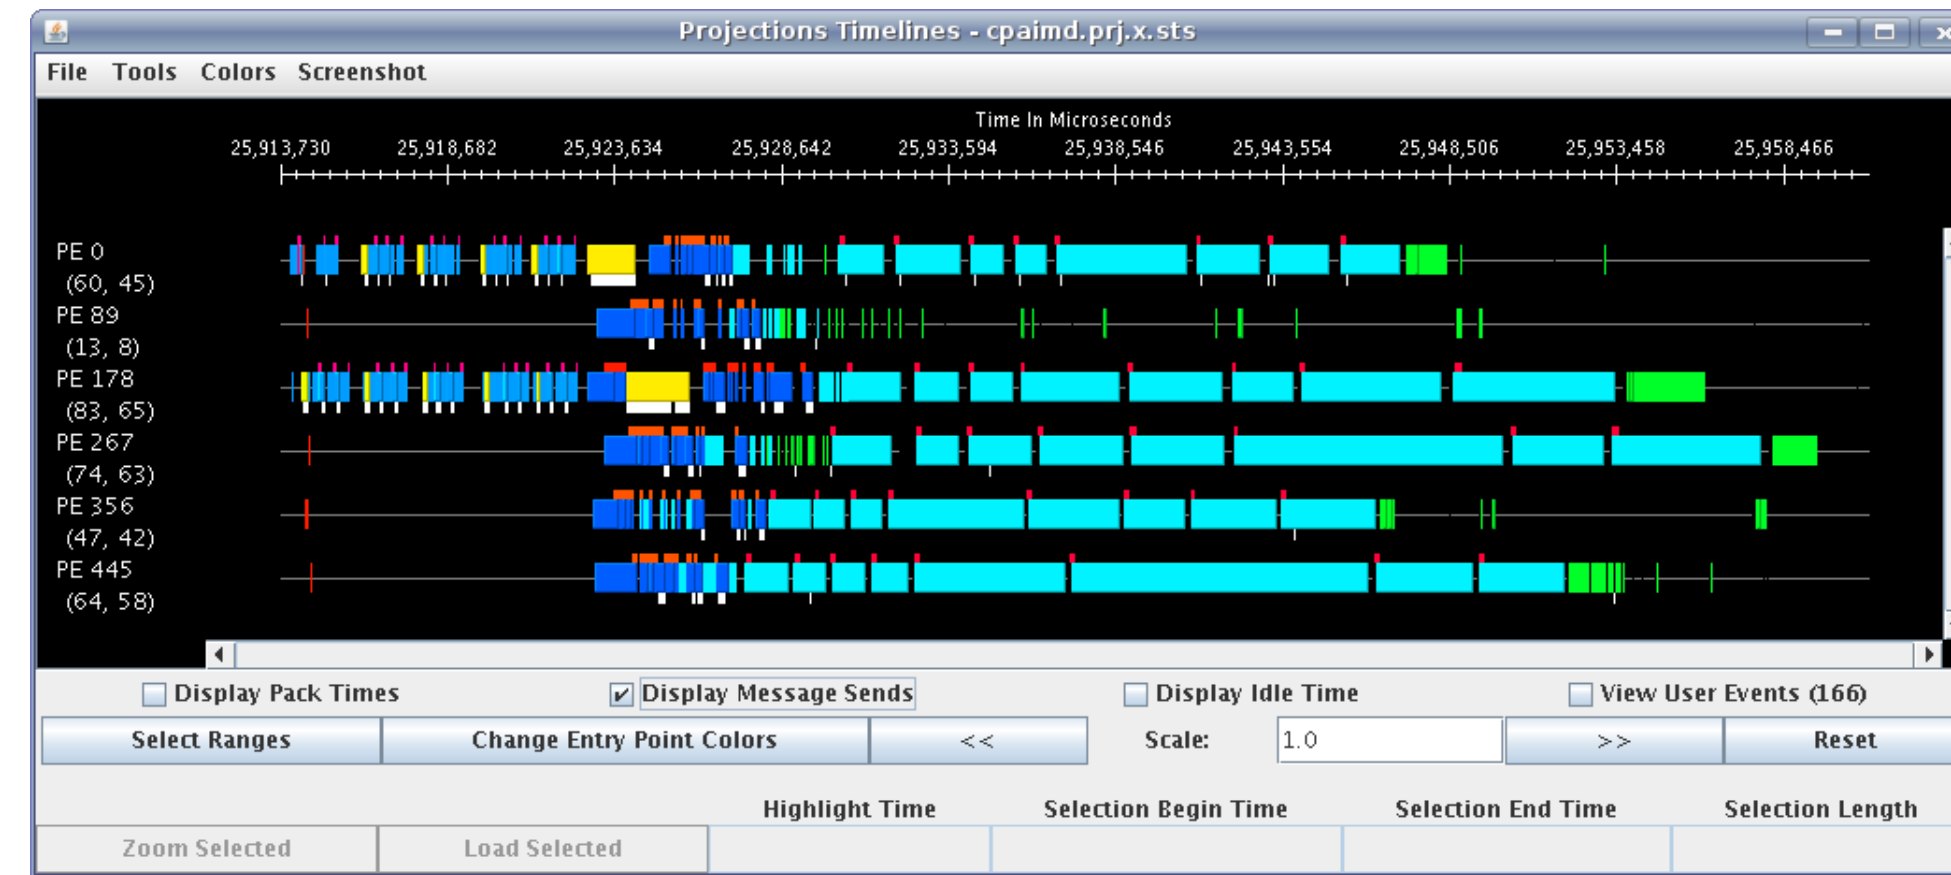 Projections Timelines - cpaimd.prj.x.sts
File Tools Colors Screenshot
Time In Microseconds
25,913,730 25,918,682 25,923,634 25,928,642 25,933,594 25,938,546 25,943,554 25,948,506 25,953,458 25,958,466
PE 0
(60, 45)
PE 89
(13, 8)
PE 178
(83, 65)
PE 267
(74, 63)
PE 356
(47, 42)
PE 445
(64, 58)
Display Pack Times Display Message Sends Display Idle Time View User Events (166)
Select Ranges Change Entry Point Colors << Scale: 1.0 >> Reset
Highlight Time Selection Begin Time Selection End Time Selection Length
Zoom Selected Load Selected